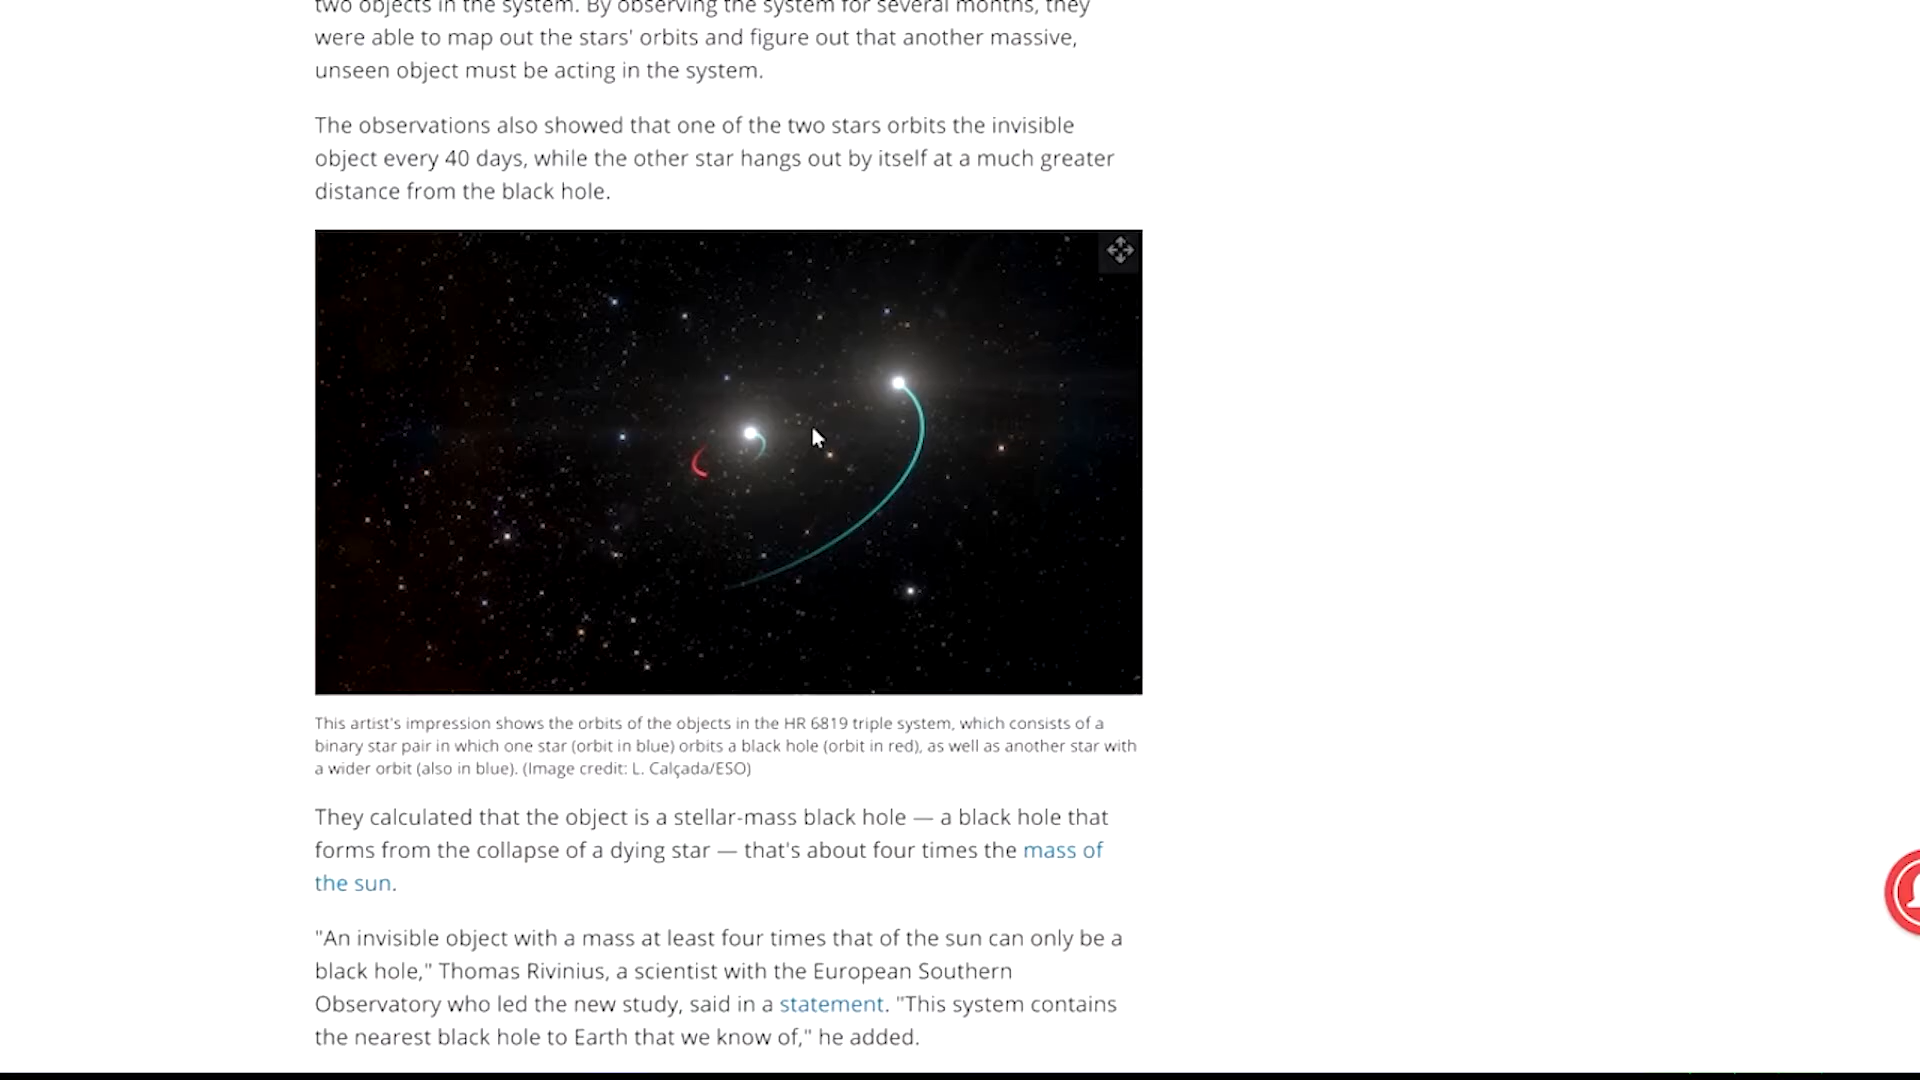 two objects in the system. By observing the system for several months, they
were able to map out the stars' orbits and figure out that another massive,
unseen object must be acting in the system.
The observations also showed that one of the two stars orbits the invisible
object every 40 days, while the other star hangs out by itself at a much greater
distance from the black hole.
This artist's impression shows the orbits of the objects in the HR 6819 triple system, which consists of a
binary star pair in which one star (orbit in blue) orbits a black hole (orbit in red), as well as another star with
a wider orbit (also in blue). (Image credit: L. Calçada/ESO)
They calculated that the object is a stellar-mass black hole — a black hole that
forms from the collapse of a dying star — that's about four times the mass of
the sun.
"An invisible object with a mass at least four times that of the sun can only be a
black hole," Thomas Rivinius, a scientist with the European Southern
Observatory who led the new study, said in a statement. "This system contains
the nearest black hole to Earth that we know of," he added.